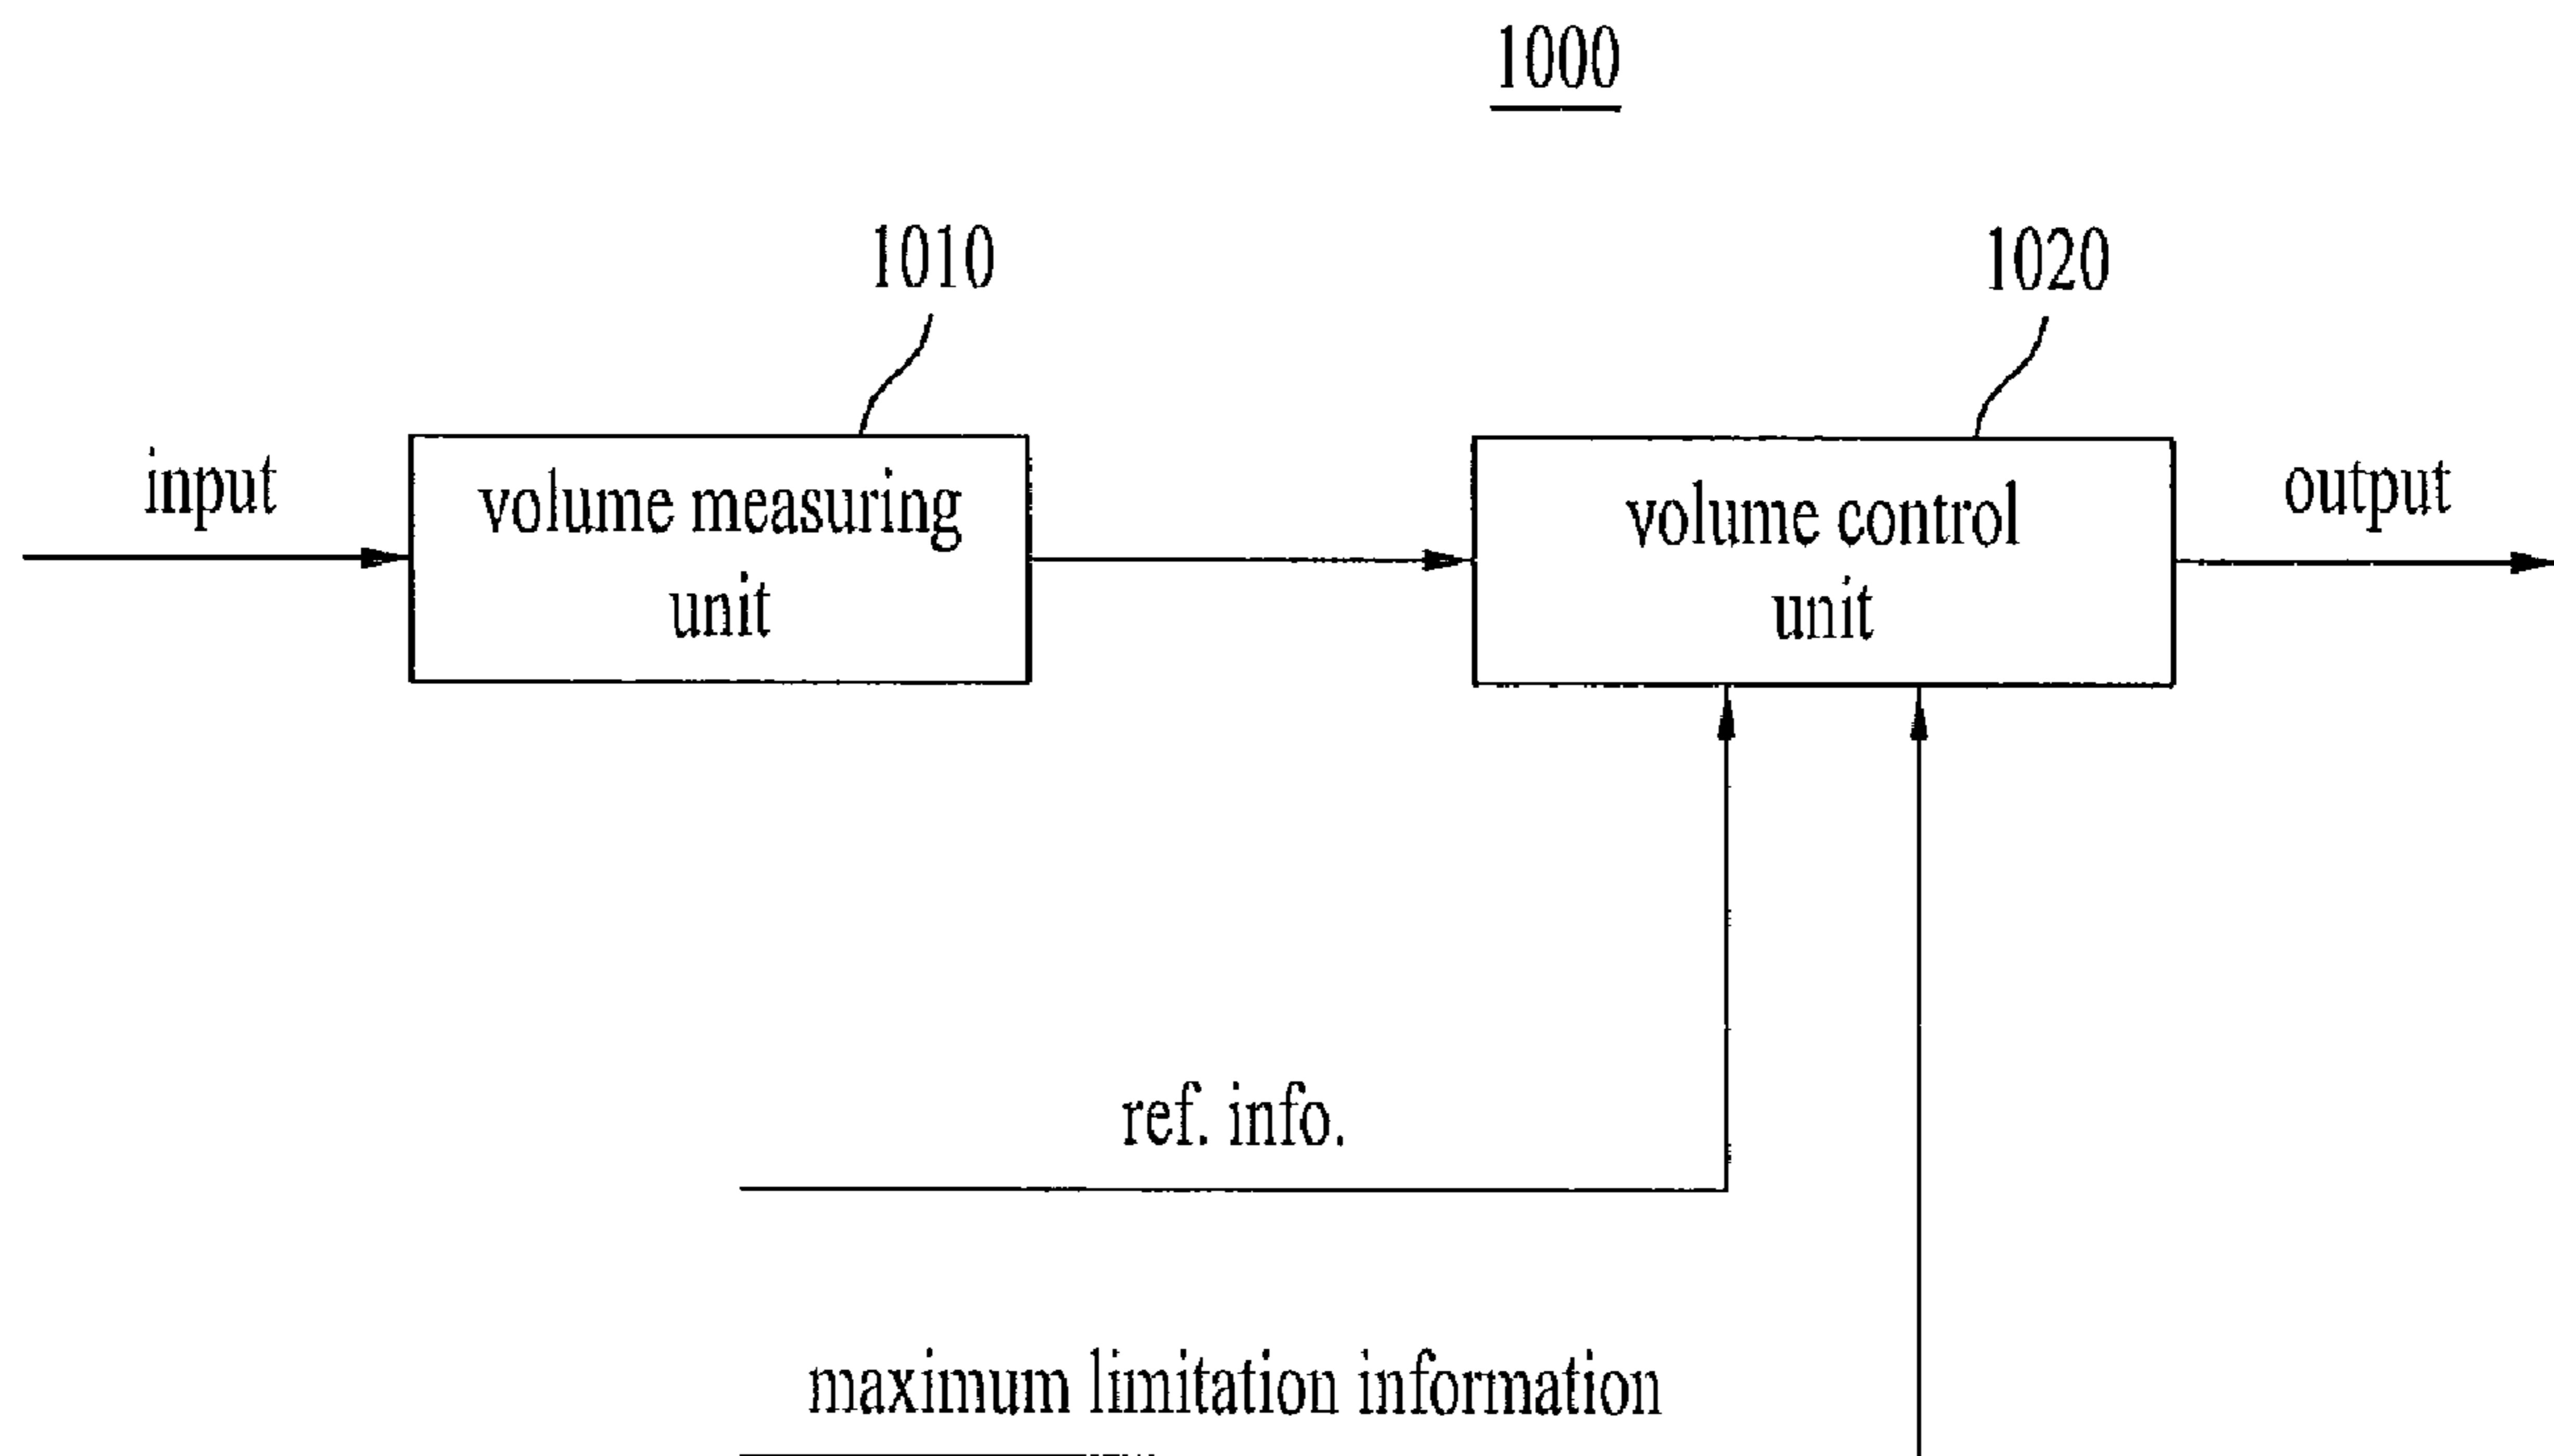 1000
1010
1020
input
volume measuring
unit
volume control
unit
output
ref. info.
maximum limitation information